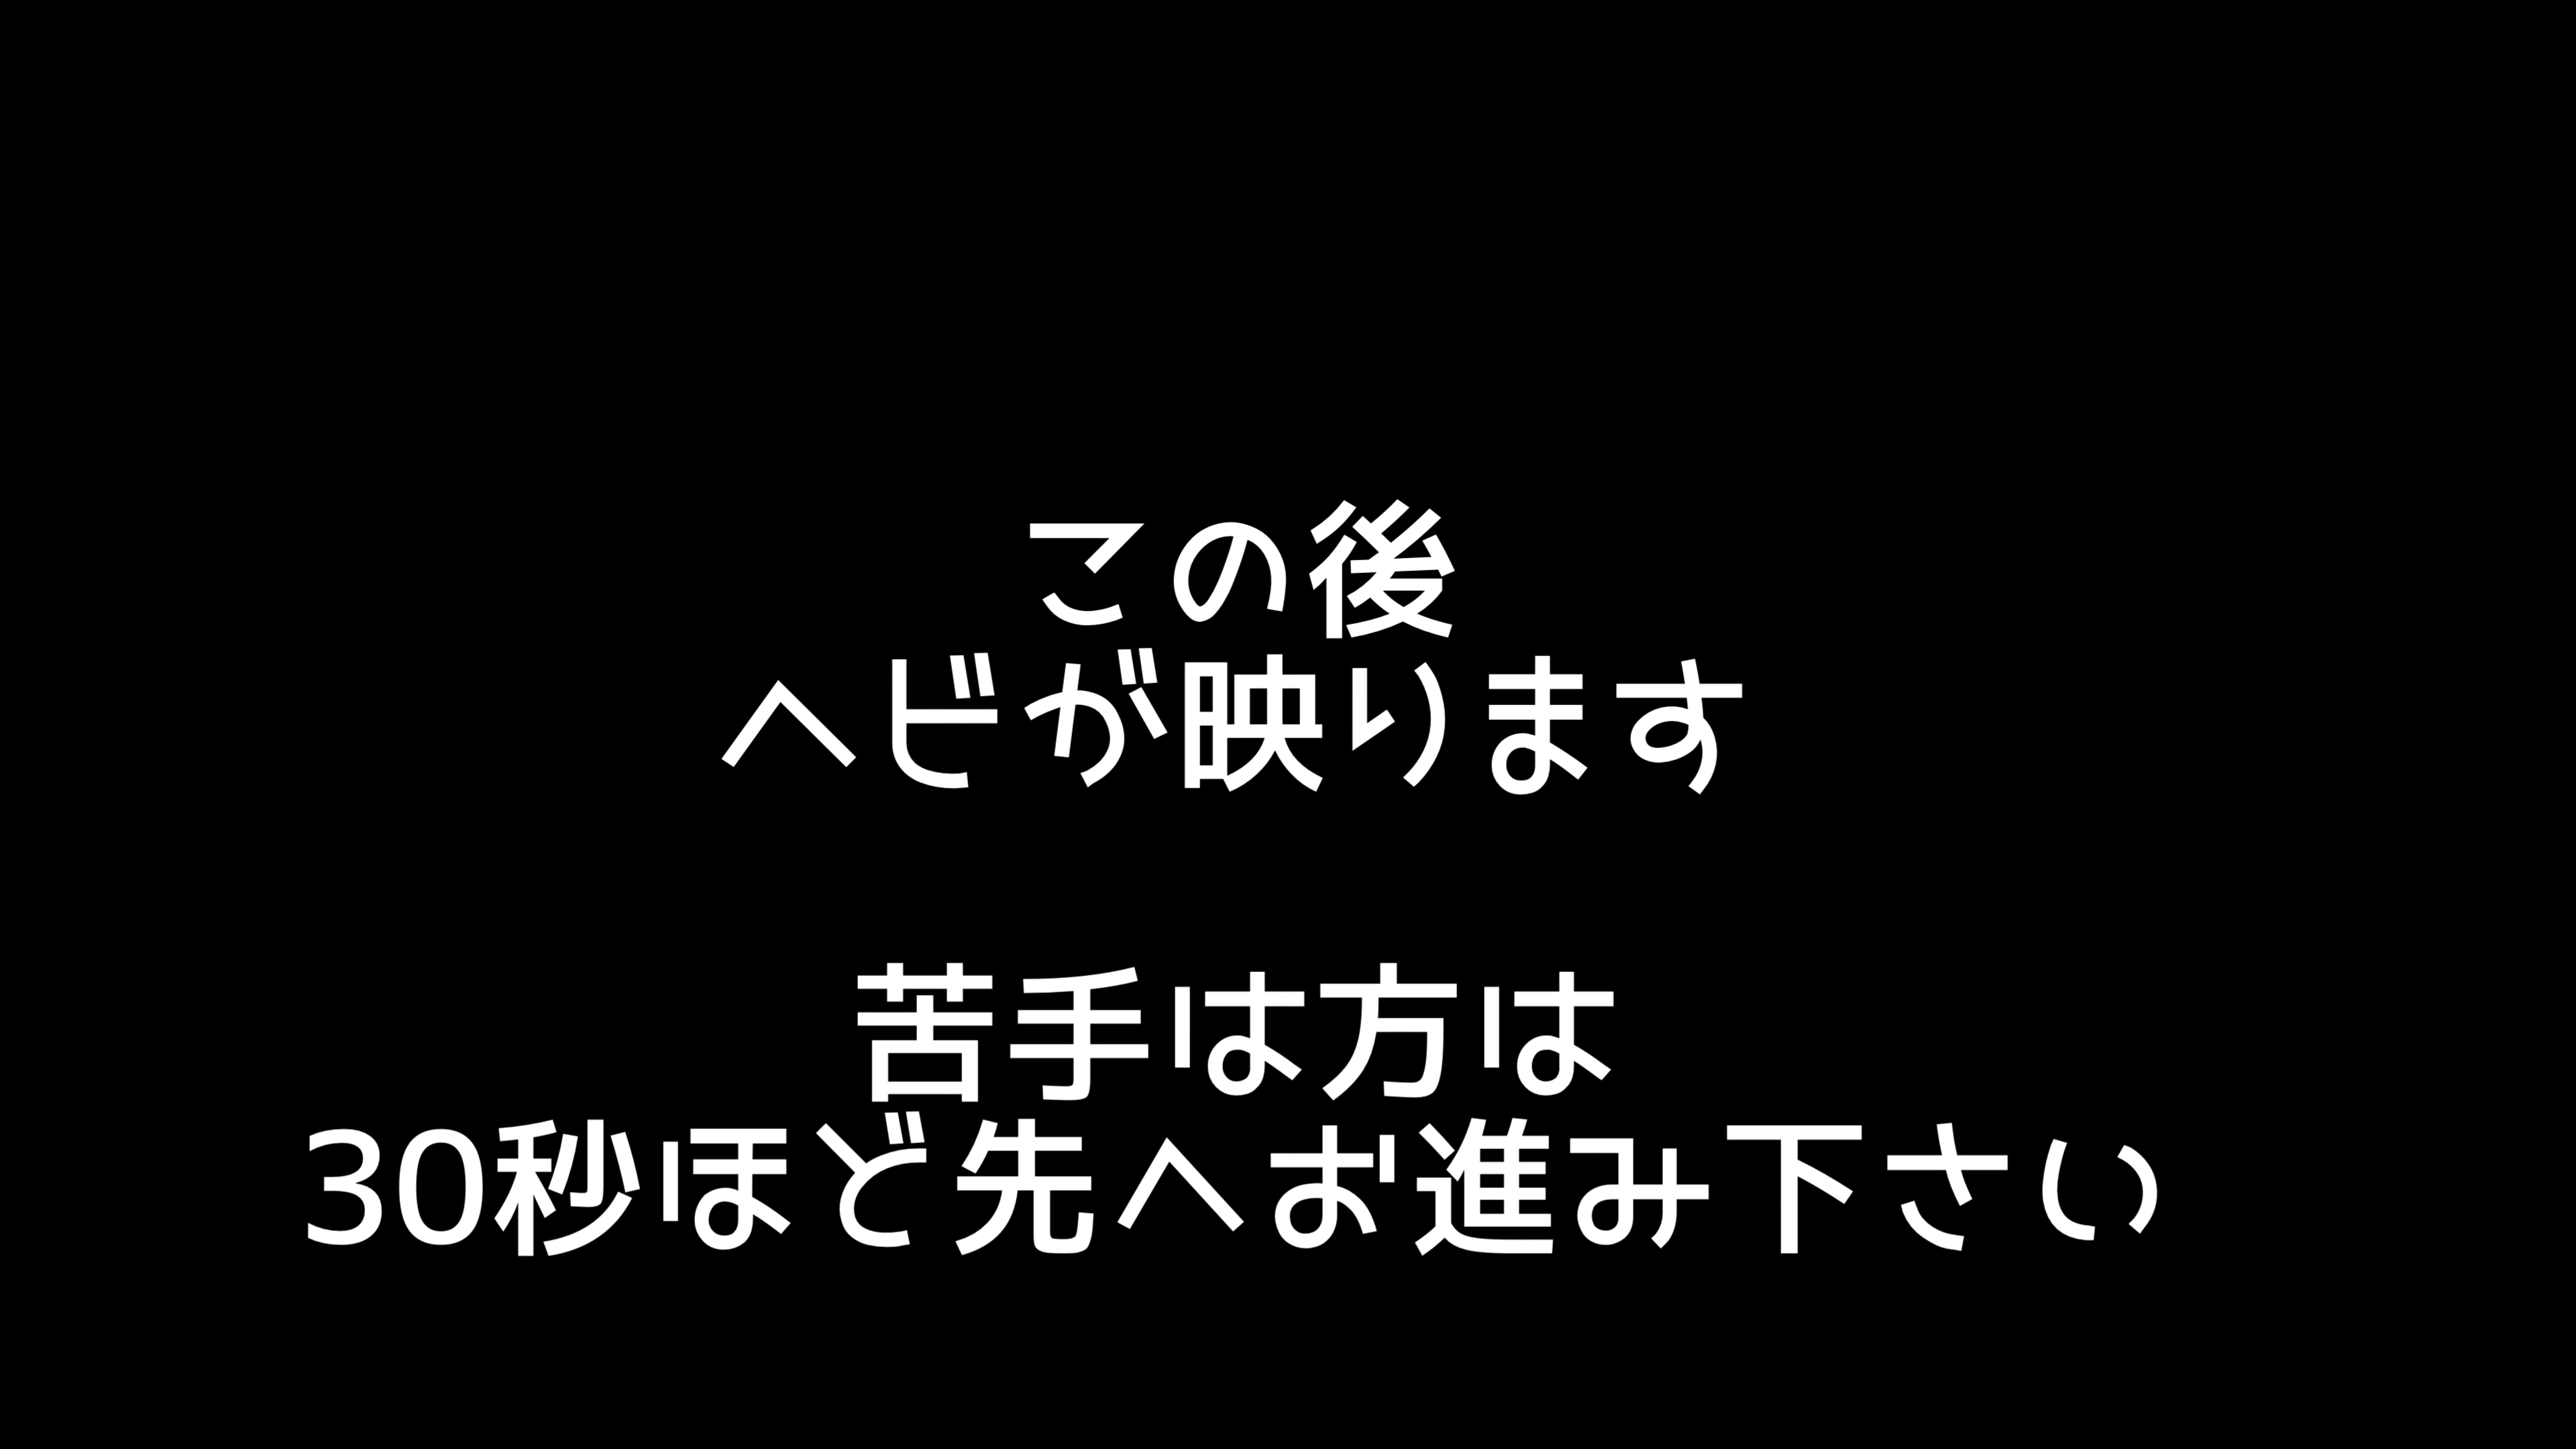 この後
ヘビが映ります
苦手は方は
30秒ほど先へお進み下さい